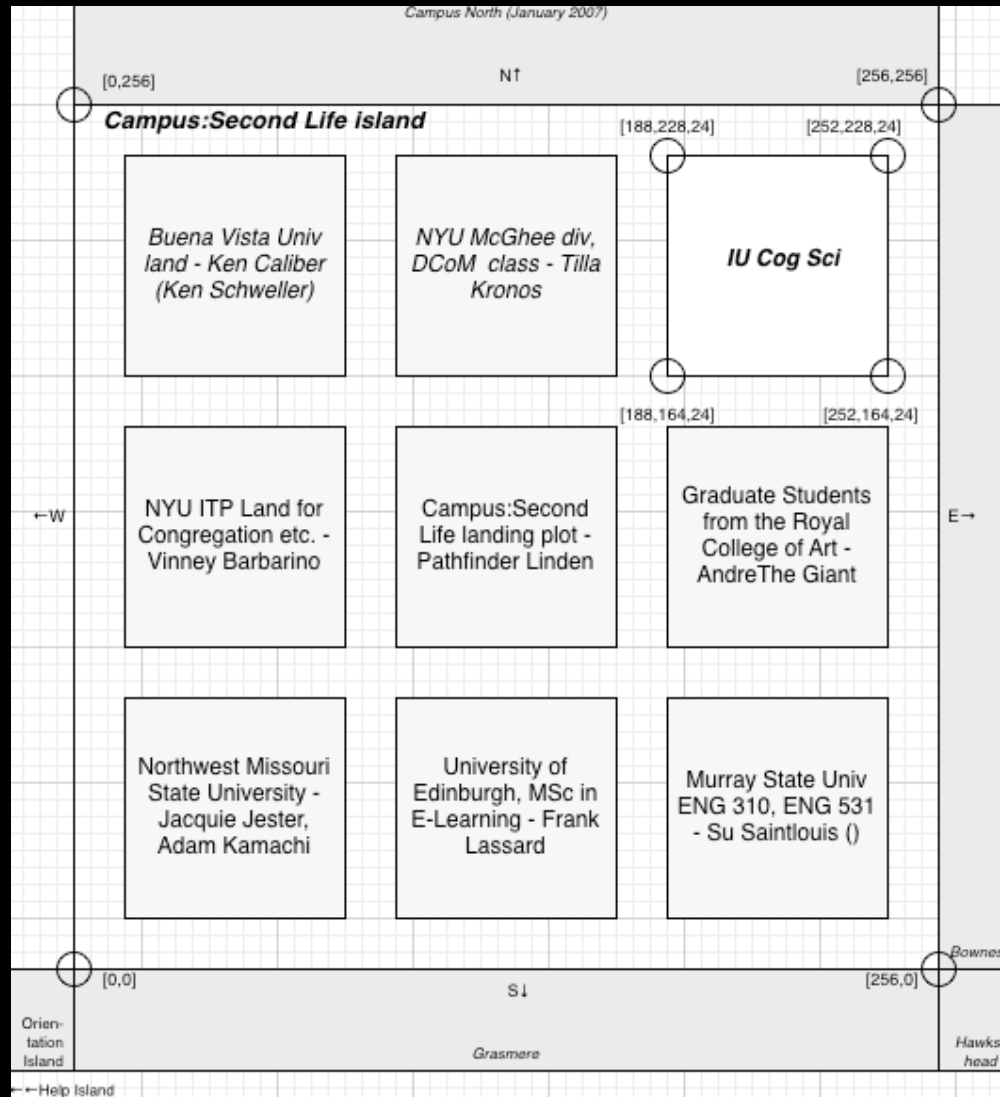 Campus North (January 2007)
[0,256]
N↑
[256,256]
Campus:Second Life island
[188,228,24]
[252,228,24]
Buena Vista Univ
land - Ken Caliber
(Ken Schweller)
NYU McGhee div,
DCoM class - Tilla
Kronos
IU Cog Sci
[188,164,24]
[252,164,24]
←W
NYU ITP Land for
Congregation etc. -
Vinney Barbarino
Campus:Second
Life landing plot -
Pathfinder Linden
Graduate Students
from the Royal
College of Art -
AndreThe Giant
E→
Northwest Missouri
State University -
Jacquie Jester,
Adam Kamachi
University of
Edinburgh, MSc in
E-Learning - Frank
Lassard
Murray State Univ
ENG 310, ENG 531
- Su Saintlouis ()
Bownes
[0,0]
S↓
[256,0]
Orien-
tation
Island
Grasmere
Hawks
head
←←Help Island